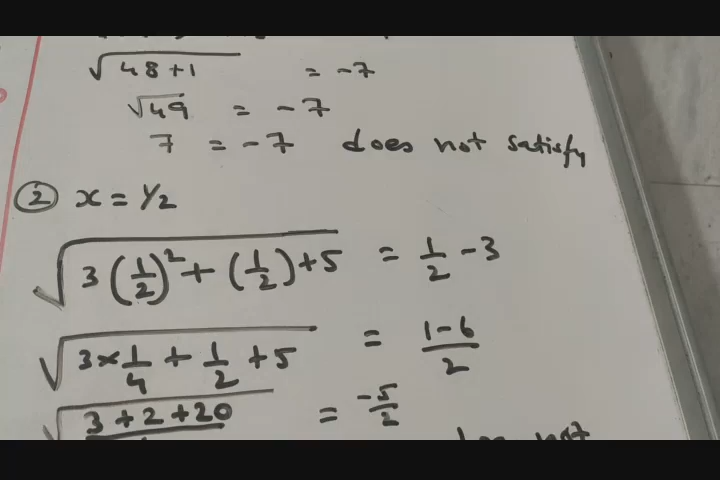 √48+1 = -7
√49 = -7
7 = -7 does not satisfy
② x = 1/2
√3(1/2)² + (1/2) + 5 = 1/2 - 3
√3×1/4 + 1/2 + 5 = 1-6/2
√3+2+20 = -5/2
not